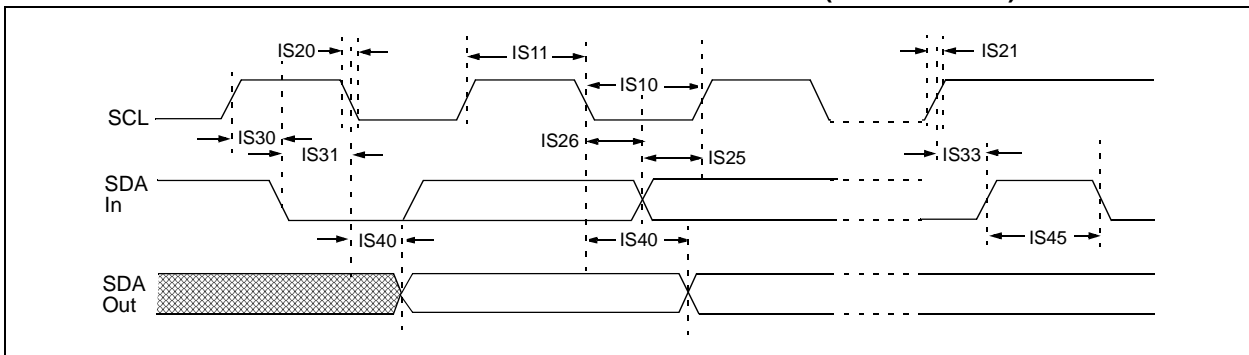 IS20
IS11
IS21
IS10
SCL
IS30
IS26
IS31
IS25
IS33
SDA
In
IS40
IS40
IS45
SDA
Out